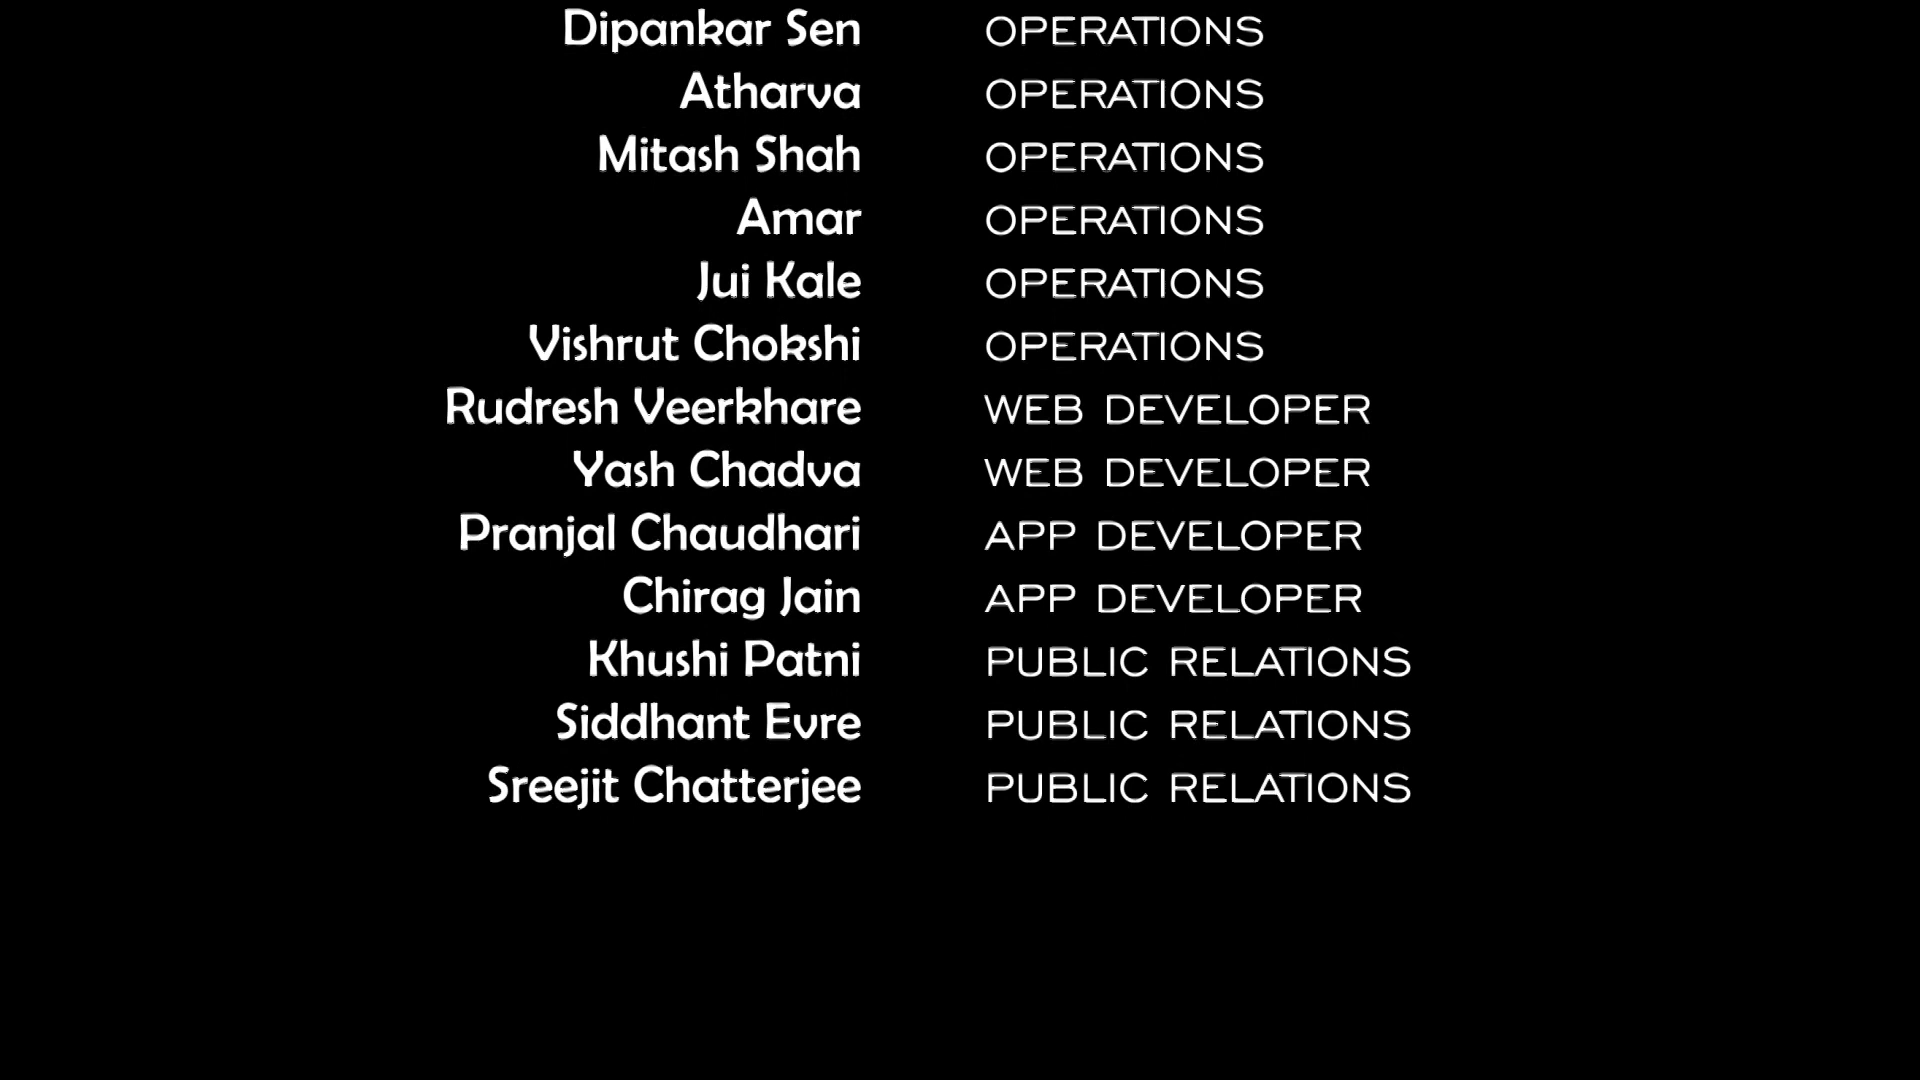 Dipankar Sen OPERATIONS
Atharva OPERATIONS
Mitash Shah OPERATIONS
Amar OPERATIONS
Jui Kale OPERATIONS
Vishrut Chokshi OPERATIONS
Rudresh Veerkhare WEB DEVELOPER
Yash Chadva WEB DEVELOPER
Pranjal Chaudhari APP DEVELOPER
Chirag Jain APP DEVELOPER
Khushi Patni PUBLIC RELATIONS
Siddhant Evre PUBLIC RELATIONS
Sreejit Chatterjee PUBLIC RELATIONS